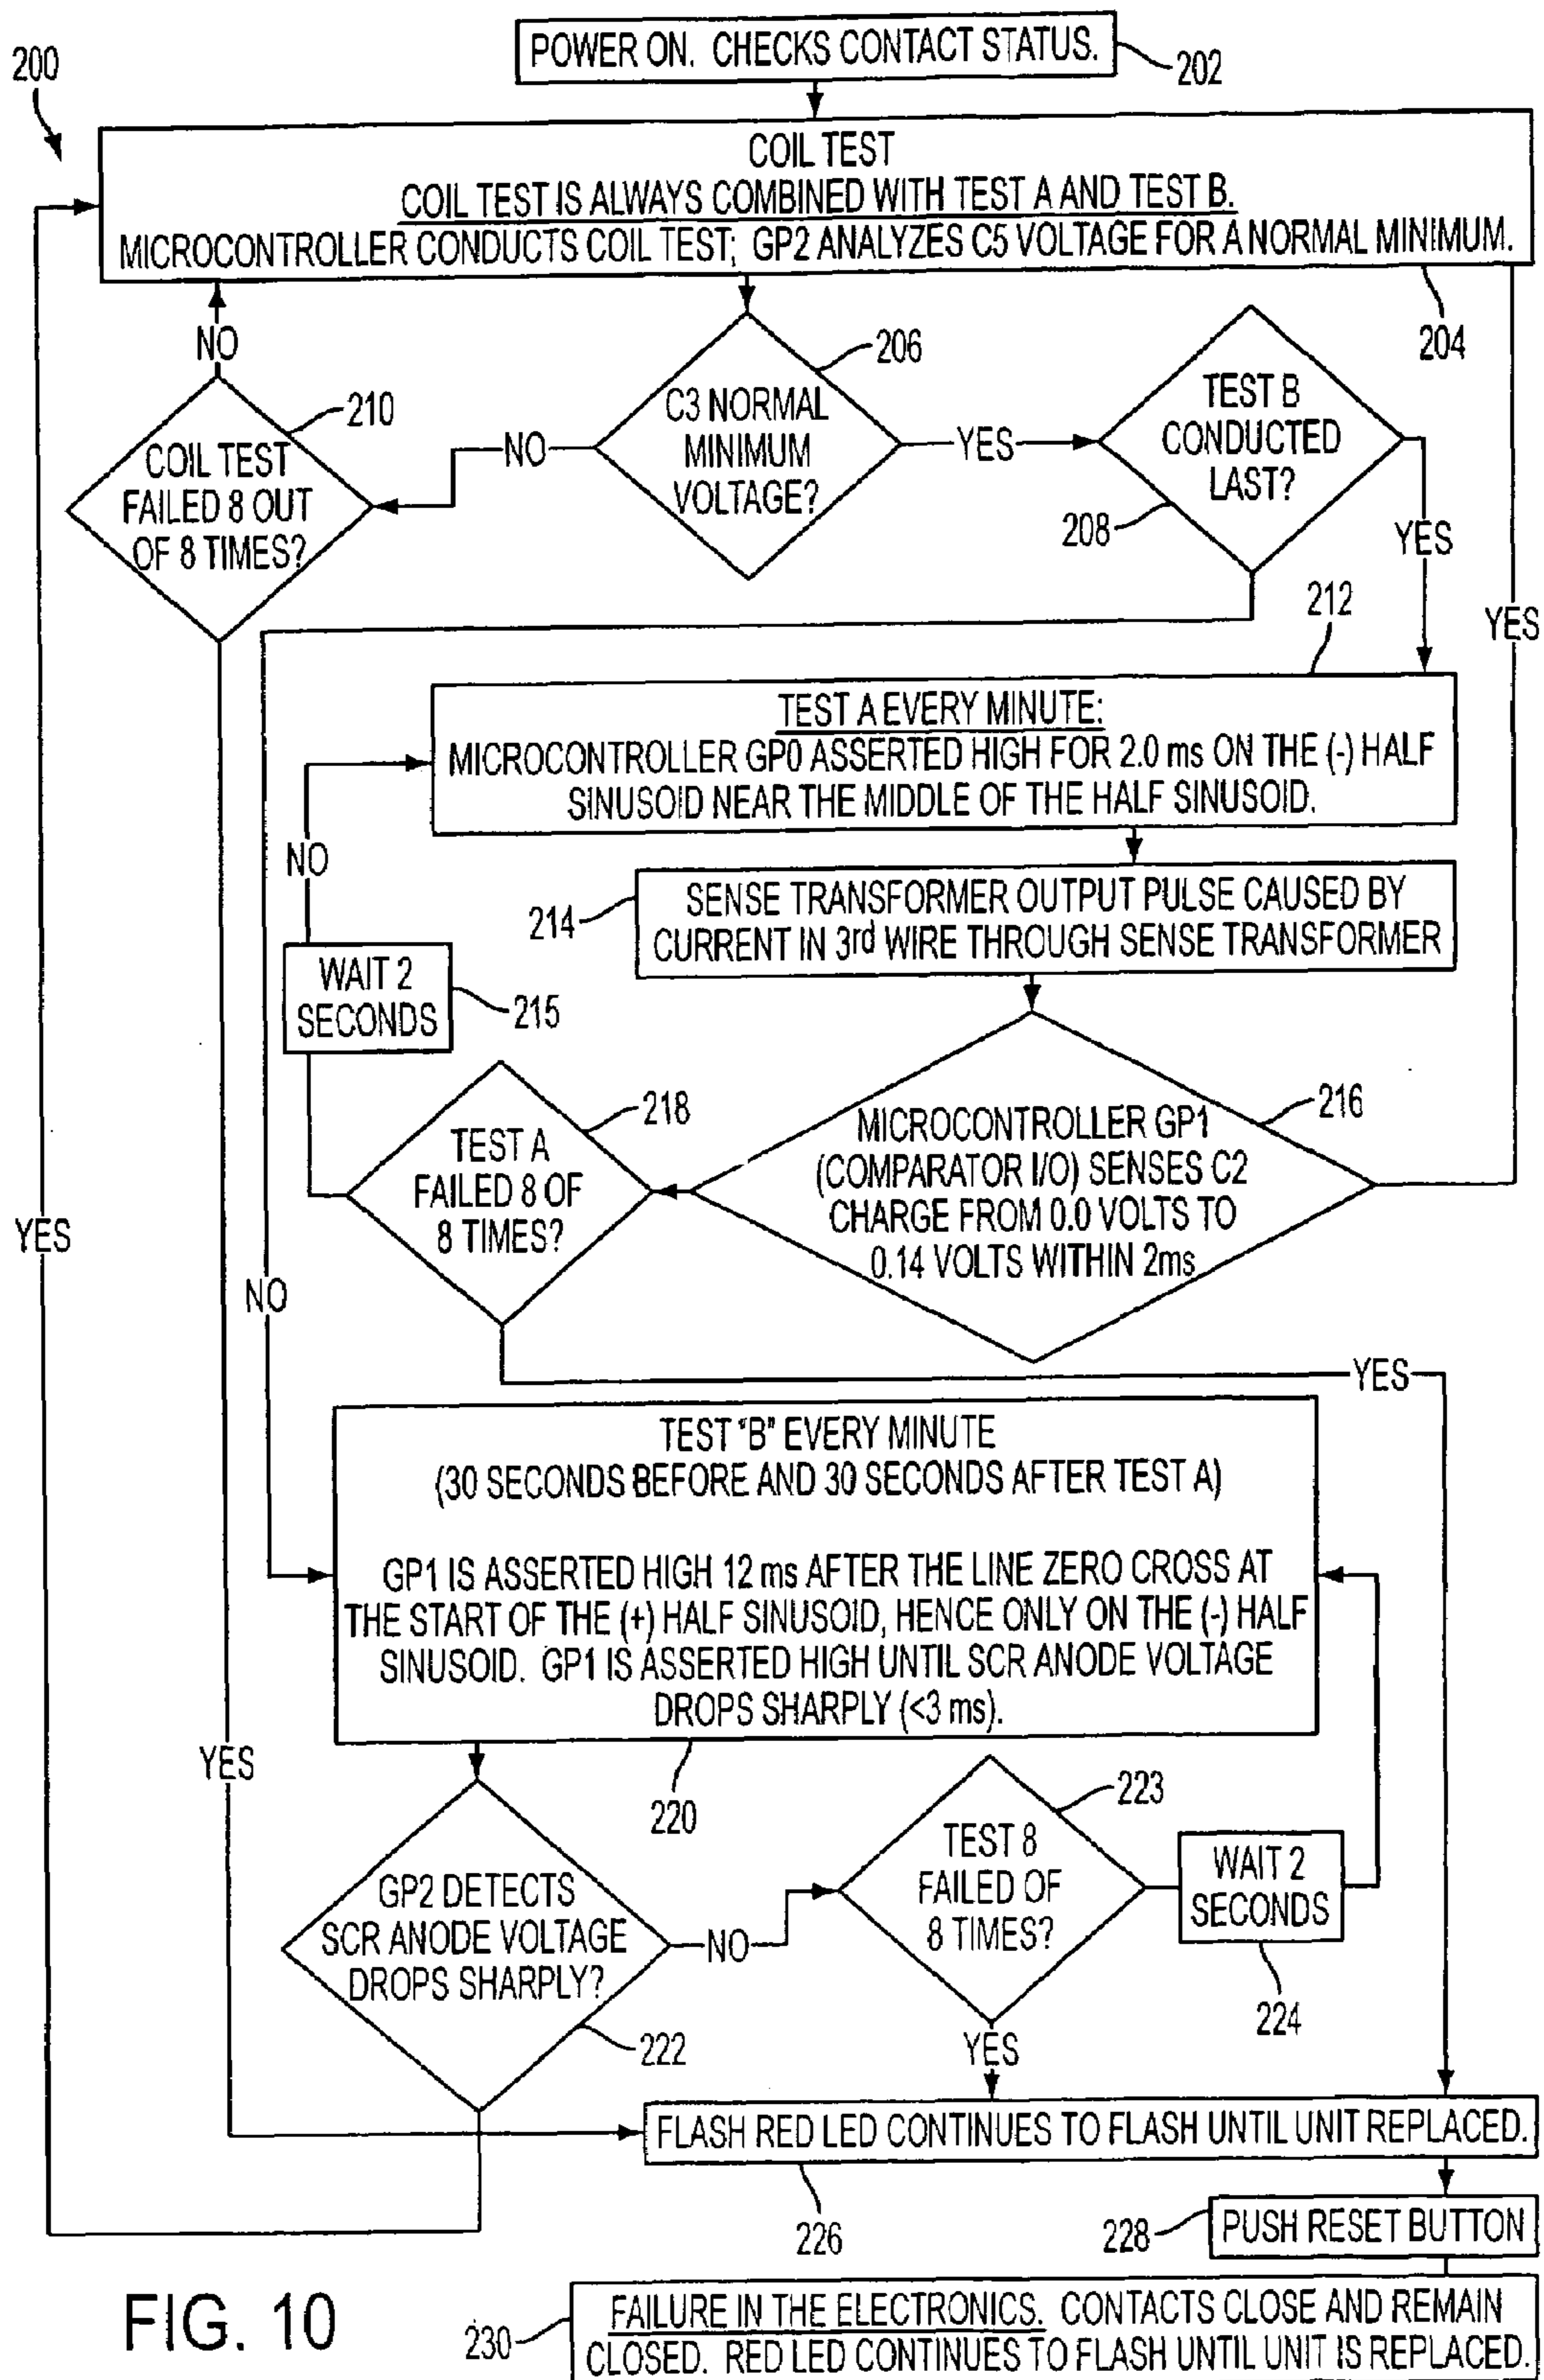 POWER ON. CHECKS CONTACT STATUS.
202
200
COIL TEST
COIL TEST IS ALWAYS COMBINED WITH TEST A AND TEST B.
MICROCONTROLLER CONDUCTS COIL TEST; GP2 ANALYZES C5 VOLTAGE FOR A NORMAL MINIMUM.
204
NO
210
COIL TEST
FAILED 8 OUT
OF 8 TIMES?
NO
206
C3 NORMAL
MINIMUM
VOLTAGE?
YES
TEST B
CONDUCTED
LAST?
208
YES
YES
212
TEST A EVERY MINUTE:
MICROCONTROLLER GP0 ASSERTED HIGH FOR 2.0 ms ON THE (-) HALF
SINUSOID NEAR THE MIDDLE OF THE HALF SINUSOID.
NO
214
SENSE TRANSFORMER OUTPUT PULSE CAUSED BY
CURRENT IN 3rd WIRE THROUGH SENSE TRANSFORMER
WAIT 2
SECONDS
215
218
TEST A
FAILED 8 OF
8 TIMES?
216
MICROCONTROLLER GP1
(COMPARATOR I/O) SENSES C2
CHARGE FROM 0.0 VOLTS TO
0.14 VOLTS WITHIN 2ms
YES
NO
YES
TEST "B" EVERY MINUTE
(30 SECONDS BEFORE AND 30 SECONDS AFTER TEST A)
GP1 IS ASSERTED HIGH 12 ms AFTER THE LINE ZERO CROSS AT
THE START OF THE (+) HALF SINUSOID, HENCE ONLY ON THE (-) HALF
SINUSOID. GP1 IS ASSERTED HIGH UNTIL SCR ANODE VOLTAGE
DROPS SHARPLY (<3 ms).
YES
220
GP2 DETECTS
SCR ANODE VOLTAGE
DROPS SHARPLY?
222
NO
223
TEST 8
FAILED OF
8 TIMES?
WAIT 2
SECONDS
224
YES
FLASH RED LED CONTINUES TO FLASH UNTIL UNIT REPLACED.
226
228
PUSH RESET BUTTON
230
FAILURE IN THE ELECTRONICS. CONTACTS CLOSE AND REMAIN
CLOSED. RED LED CONTINUES TO FLASH UNTIL UNIT IS REPLACED.
FIG. 10